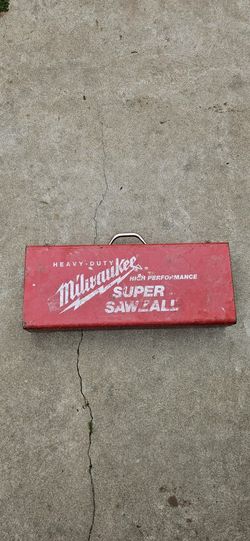 HEAVY-DUTY
Milwaukee
HIGH PERFORMANCE
SUPER
SAWZALL